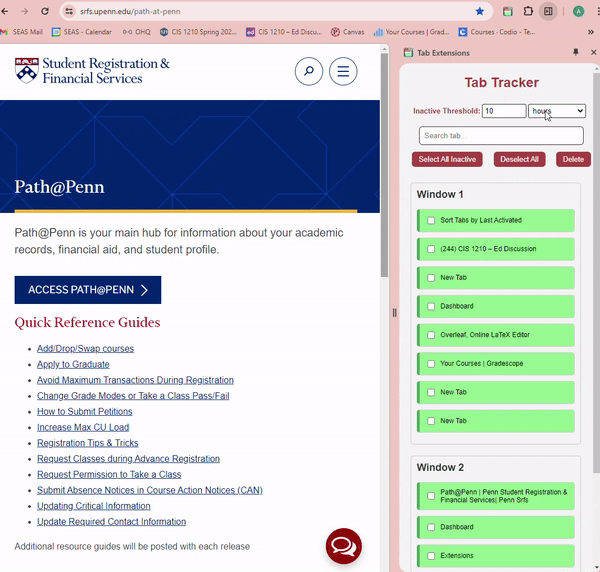 srfs.upenn.edu/path-at-penn
SEAS Mail
SEAS - Calendar
OHQ
CIS 1210 Spring 202...
CIS 1210 – Ed Discu...
Canvas
Your Courses | Grad...
Courses - Codio - Te...
Student Registration &
Financial Services
Path@Penn
Path@Penn is your main hub for information about your academic
records, financial aid, and student profile.
ACCESS PATH@PENN
Quick Reference Guides
Add/Drop/Swap courses
Apply to Graduate
Avoid Maximum Transactions During Registration
Change Grade Modes or Take a Class Pass/Fail
How to Submit Petitions
Increase Max CU Load
Registration Tips & Tricks
Request Classes during Advance Registration
Request Permission to Take a Class
Submit Absence Notices in Course Action Notices (CAN)
Updating Critical Information
Update Required Contact Information
Additional resource guides will be posted with each release
Tab Extensions
Tab Tracker
Inactive Threshold: 10 hours
Search tab...
Select All Inactive
Deselect All
Delete
Window 1
Sort Tabs by Last Activated
(244) CIS 1210 – Ed Discussion
New Tab
Dashboard
Overleaf, Online LaTeX Editor
Your Courses | Gradescope
New Tab
New Tab
Window 2
Path@Penn | Penn Student Registration &
Financial Services| Penn Srfs
Dashboard
Extensions